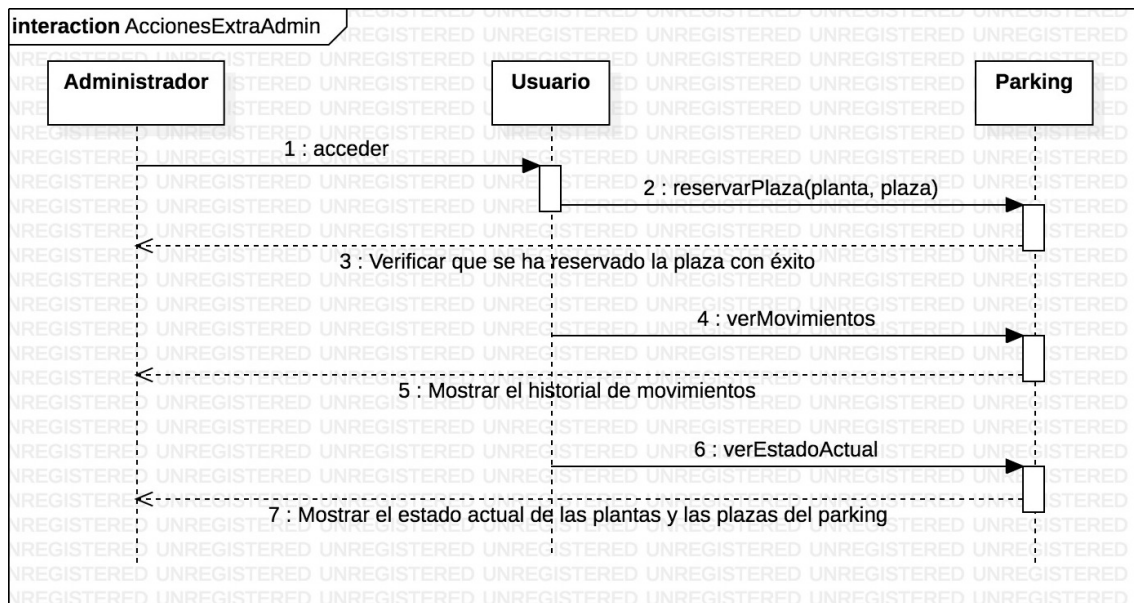 interaction AccionesExtraAdmin
Administrador
Usuario
Parking
1 : acceder
2 : reservarPlaza(planta, plaza)
3 : Verificar que se ha reservado la plaza con éxito
4 : verMovimientos
5 : Mostrar el historial de movimientos
6 : verEstadoActual
7 : Mostrar el estado actual de las plantas y las plazas del parking
UNREGISTERED